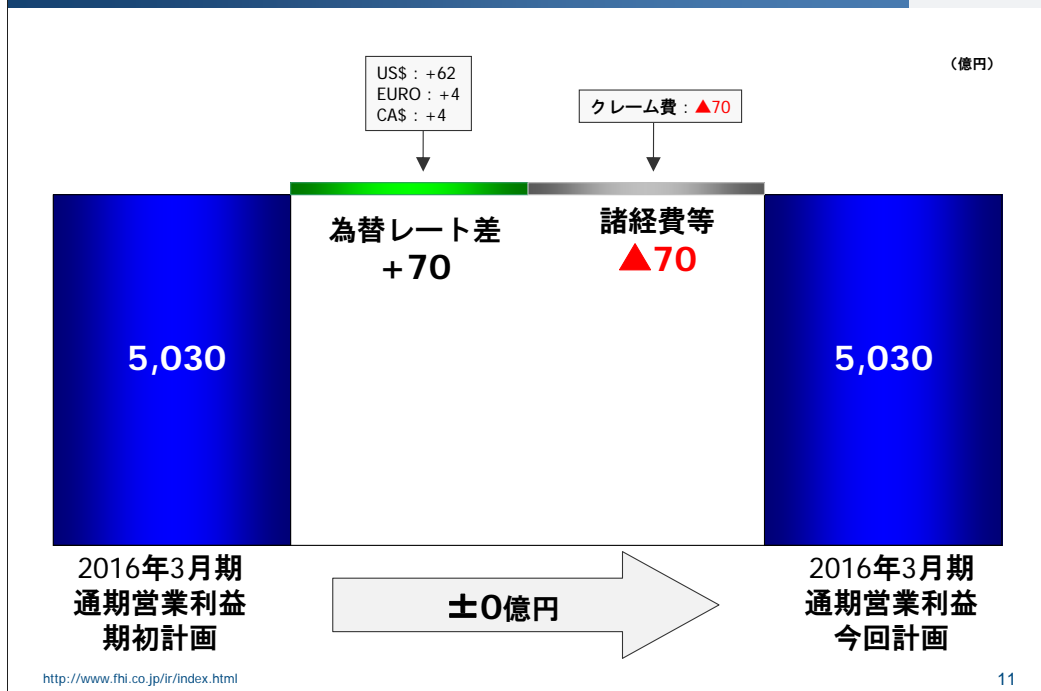 （億円）
US$ : +62
EURO : +4
CA$ : +4
クレーム費 : ▲70
為替レート差
+70
諸経費等
▲70
5,030
5,030
2016年3月期
通期営業利益
期初計画
±0億円
2016年3月期
通期営業利益
今回計画
http://www.fhi.co.jp/ir/index.html
11